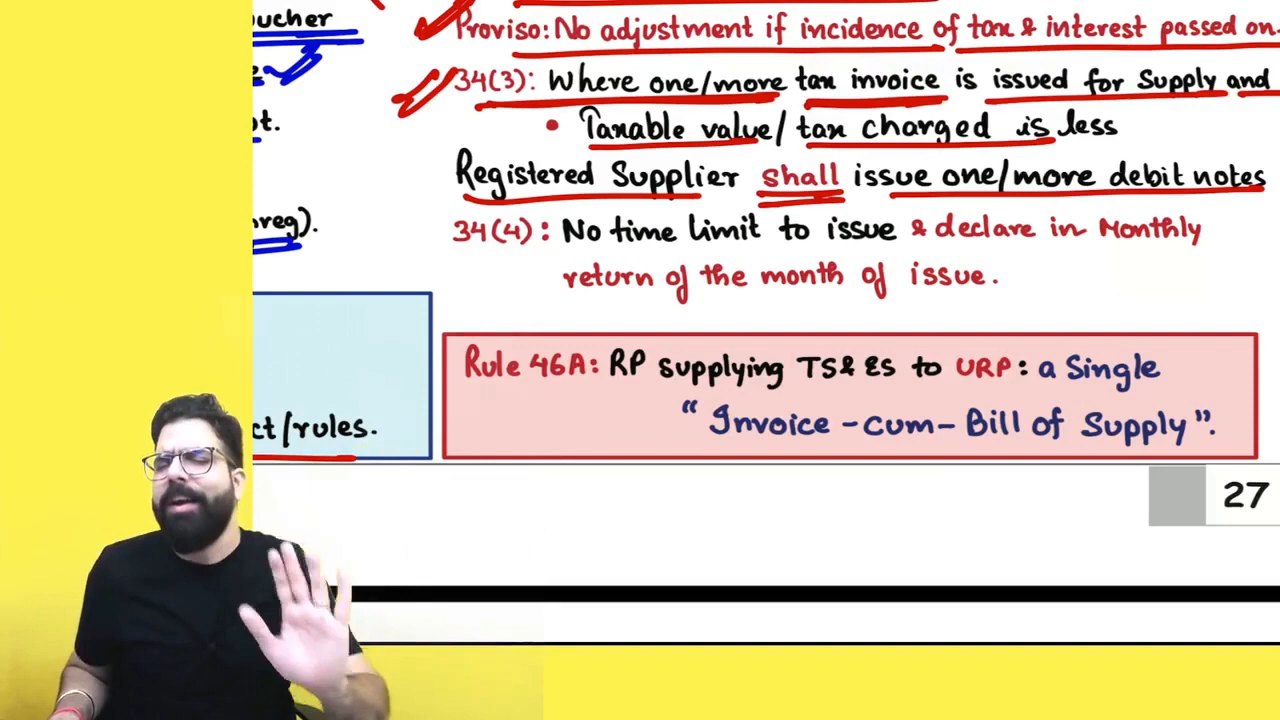 ucher
Proviso: No adjustment if incidence of tax & interest passed on.
34(3): Where one/more tax invoice is issued for Supply and
• Taxable value/ tax charged is less
Registered Supplier shall issue one/more debit notes
34(4): No time limit to issue & declare in Monthly
return of the month of issue.
nreg).
ct/rules.
Rule 46A: RP supplying TS & ES to URP: a Single
"Invoice-cum-Bill of Supply".
27